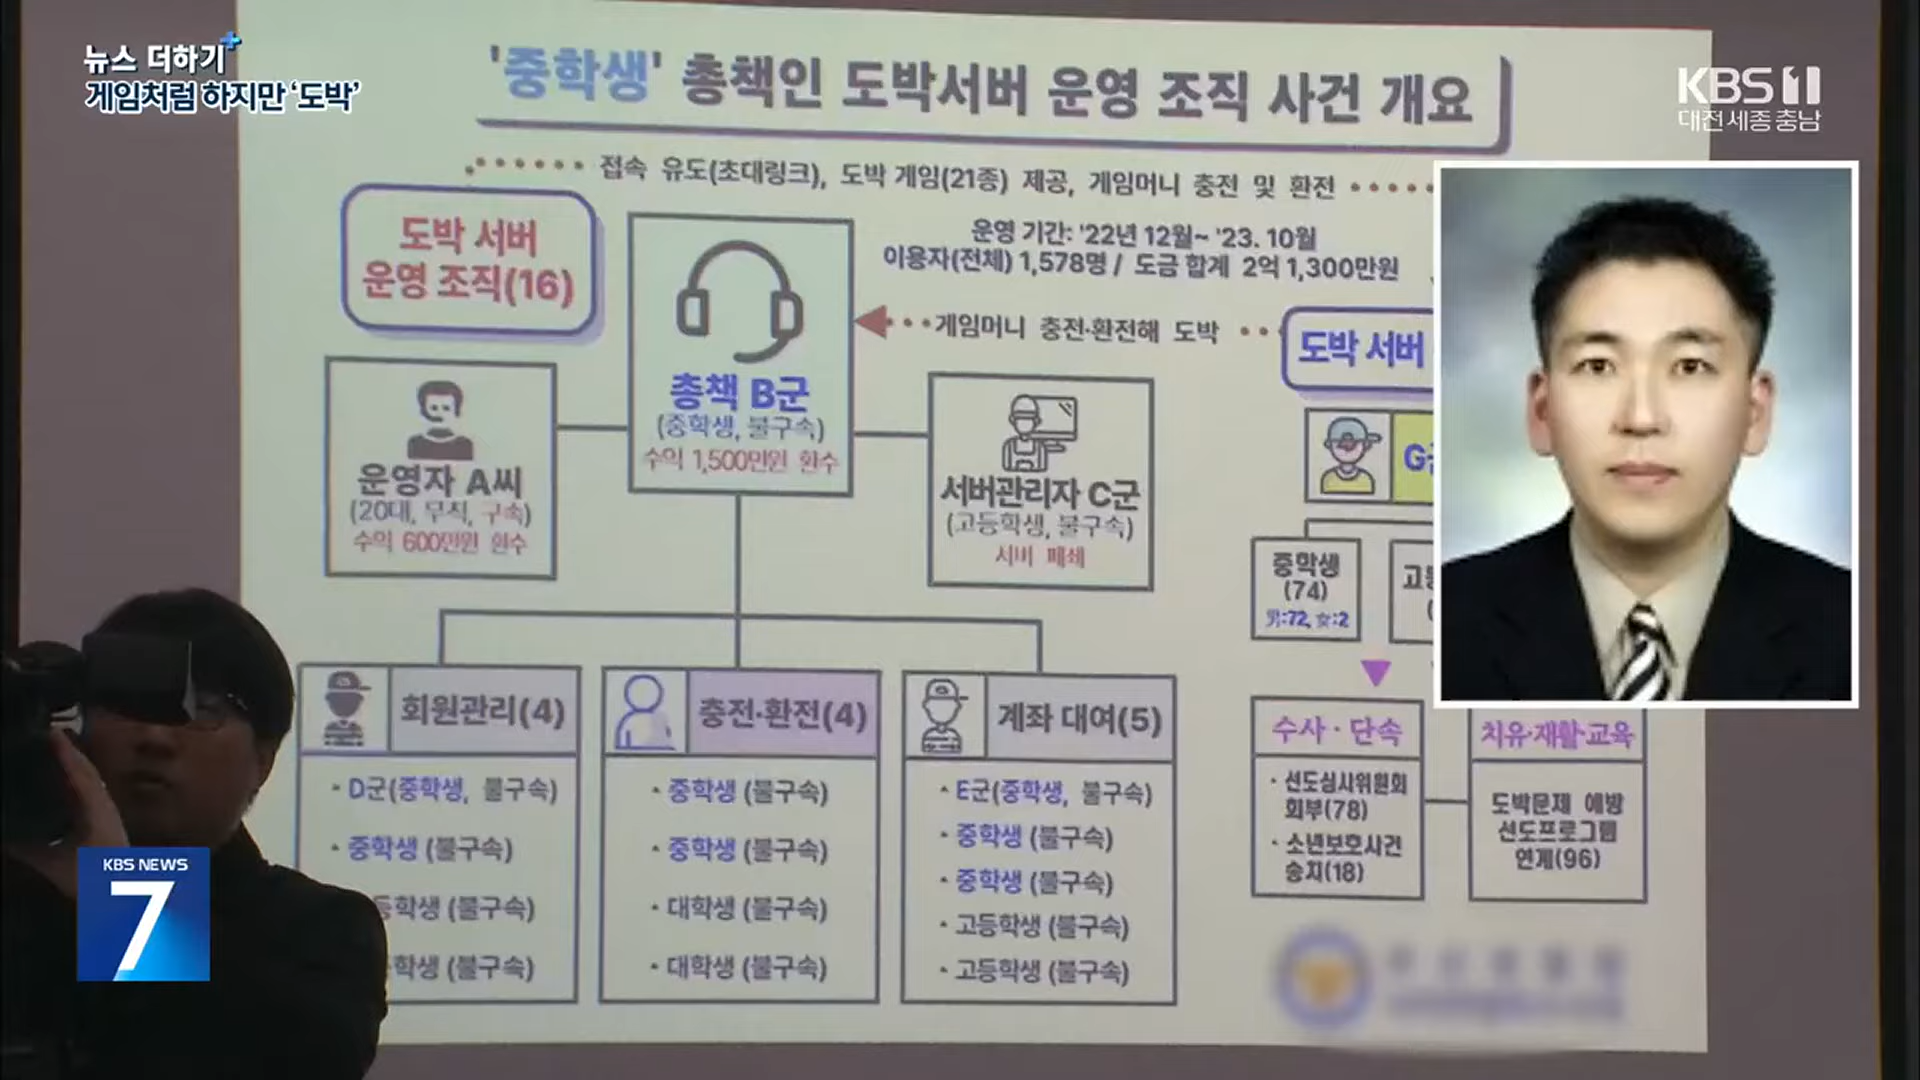 뉴스 더하기+
게임처럼 하지만 ‘도박’
KBS 1
대전 세종 충남
'중학생' 총책인 도박서버 운영 조직 사건 개요
접속 유도(초대링크), 도박 게임(21종) 제공, 게임머니 충전 및 환전
도박 서버
운영 조직(16)
운영 기간: '22년 12월~ '23. 10월
이용자(전체) 1,578명 / 도금 합계 2억 1,300만원
게임머니 충전·환전해 도박
도박 서버
총책 B군
(중학생, 불구속)
수익 1,500만원 환수
운영자 A씨
(20대, 무직, 구속)
수익 600만원 환수
서버관리자 C군
(고등학생, 불구속)
서버 폐쇄
중학생
(74)
男:72, 女:2
회원관리(4)
· D군(중학생, 불구속)
· 중학생 (불구속)
등학생 (불구속)
학생 (불구속)
충전·환전(4)
· 중학생 (불구속)
· 중학생 (불구속)
· 대학생 (불구속)
· 대학생 (불구속)
계좌 대여(5)
· E군(중학생, 불구속)
· 중학생 (불구속)
· 중학생 (불구속)
· 고등학생 (불구속)
· 고등학생 (불구속)
수사 · 단속
· 선도심사위원회
회부(78)
· 소년보호사건
송치(18)
치유·재활·교육
도박문제 예방
선도프로그램
연계(96)
KBS NEWS
7